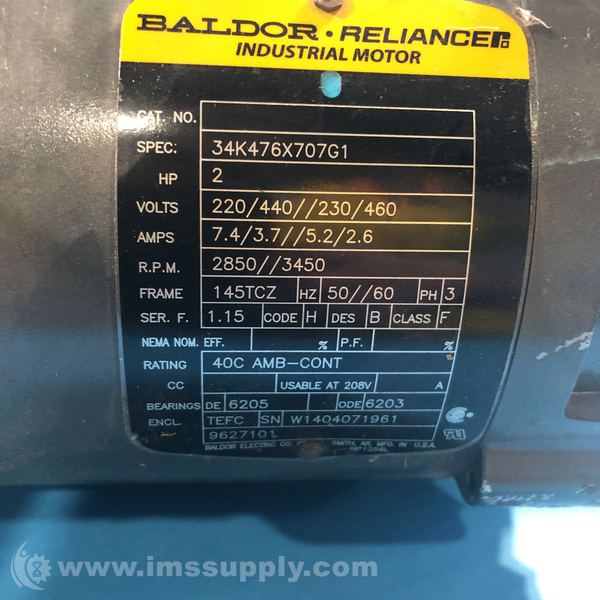 BALDOR • RELIANCE
INDUSTRIAL MOTOR
CAT. NO.
SPEC. 34K476X707G1
HP 2
VOLTS 220/440//230/460
AMPS 7.4/3.7//5.2/2.6
R.P.M. 2850//3450
FRAME 145TCZ HZ 50//60 PH 3
SER. F. 1.15 CODE H DES B CLASS F
NEMA NOM. EFF. % P.F. %
RATING 40C AMB-CONT
CC USABLE AT 208V A
BEARINGS DE 6205 ODE 6203
ENCL. TEFC SN W1404071961
9627101
BALDOR ELECTRIC CO. SMITH, AR. MFG. IN U.S.A.
NP1256L
www.imssupply.com